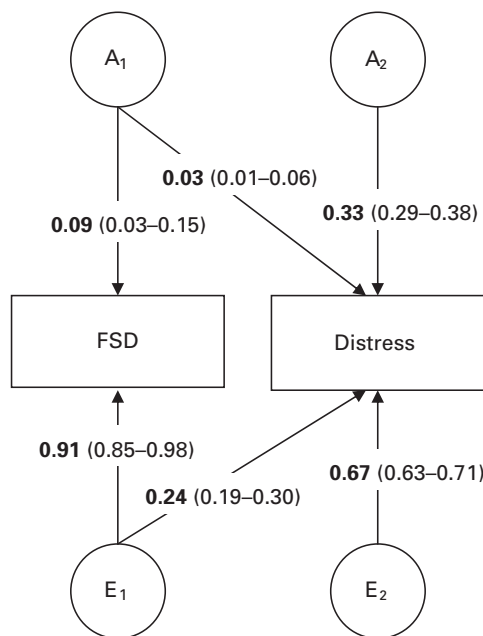 A₁
A₂
0.03 (0.01–0.06)
0.09 (0.03–0.15)
0.33 (0.29–0.38)
FSD
Distress
0.91 (0.85–0.98)
0.67 (0.63–0.71)
0.24 (0.19–0.30)
E₁
E₂